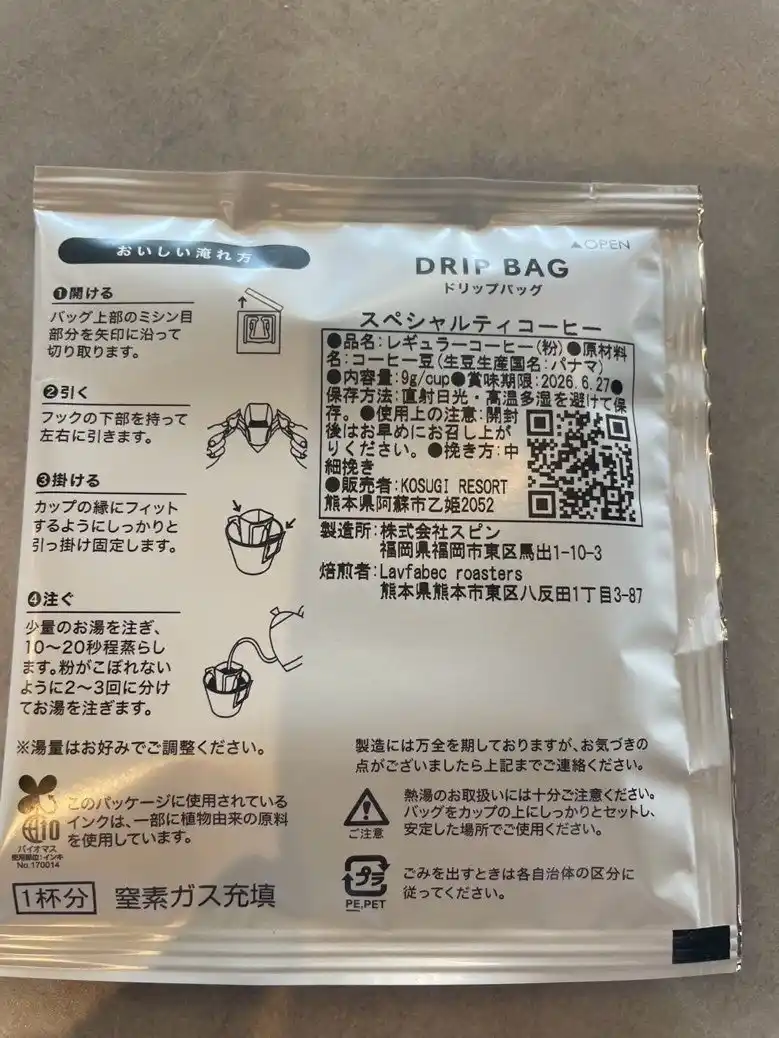 おいしい淹れ方
❶開ける
バッグ上部のミシン目
部分を矢印に沿って
切り取ります。
❷引く
フックの下部を持って
左右に引きます。
❸掛ける
カップの縁にフィット
するようにしっかりと
引っ掛け固定します。
❹注ぐ
少量のお湯を注ぎ、
10〜20秒程蒸らし
ます。粉がこぼれない
ように2〜3回に分け
てお湯を注ぎます。
※湯量はお好みでご調整ください。
このパッケージに使用されている
インクは、一部に植物由来の原料
を使用しています。
バイオマス
使用部位:インキ
No.170014
1杯分 窒素ガス充填
▲OPEN
DRIP BAG
ドリップバッグ
スペシャルティコーヒー
●品名:レギュラーコーヒー(粉)●原材料
名:コーヒー豆(生豆生産国名:パナマ)
●内容量:9g/cup●賞味期限:2026.6.27●
保存方法:直射日光・高温多湿を避けて保
存。●使用上の注意:開封
後はお早めにお召し上が
りください。●挽き方:中
細挽き
●販売者:KOSUGI RESORT
熊本県阿蘇市乙姫2052
製造所:株式会社スピン
福岡県福岡市東区馬出1-10-3
焙煎者:Lavfabec roasters
熊本県熊本市東区八反田1丁目3-87
製造には万全を期しておりますが、お気づきの
点がございましたら上記までご連絡ください。
ご注意
熱湯のお取扱いには十分ご注意ください。
バッグをカップの上にしっかりとセットし、
安定した場所でご使用ください。
プラ
PE,PET
ごみを出すときは各自治体の区分に
従ってください。